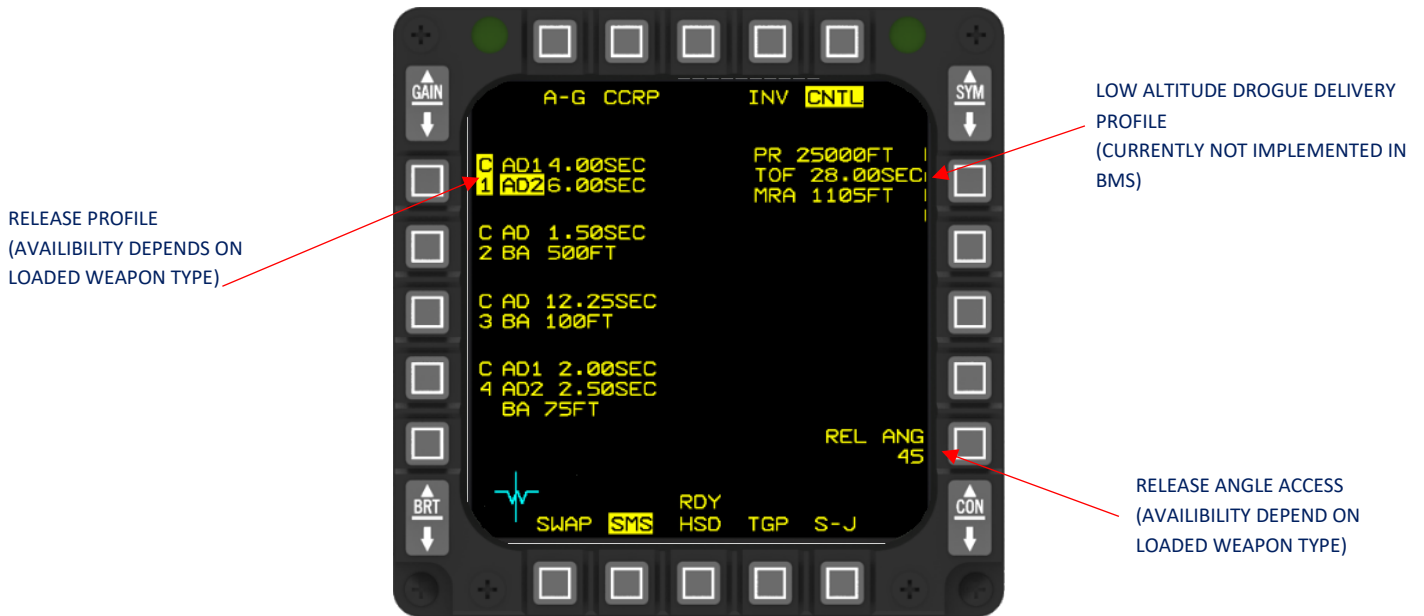 GAIN
SYM
A-G CCRP INV CNTL
C AD1 4.00SEC
1 AD2 6.00SEC
PR 25000FT
TOF 28.00SEC
MRA 1105FT
C AD 1.50SEC
2 BA 500FT
C AD 12.25SEC
3 BA 100FT
C AD1 2.00SEC
4 AD2 2.50SEC
BA 75FT
REL ANG
45
BRT
CON
RDY
SWAP SMS HSD TGP S-J
RELEASE PROFILE
(AVAILIBILITY DEPENDS ON
LOADED WEAPON TYPE)
LOW ALTITUDE DROGUE DELIVERY
PROFILE
(CURRENTLY NOT IMPLEMENTED IN
BMS)
RELEASE ANGLE ACCESS
(AVAILIBILITY DEPEND ON
LOADED WEAPON TYPE)